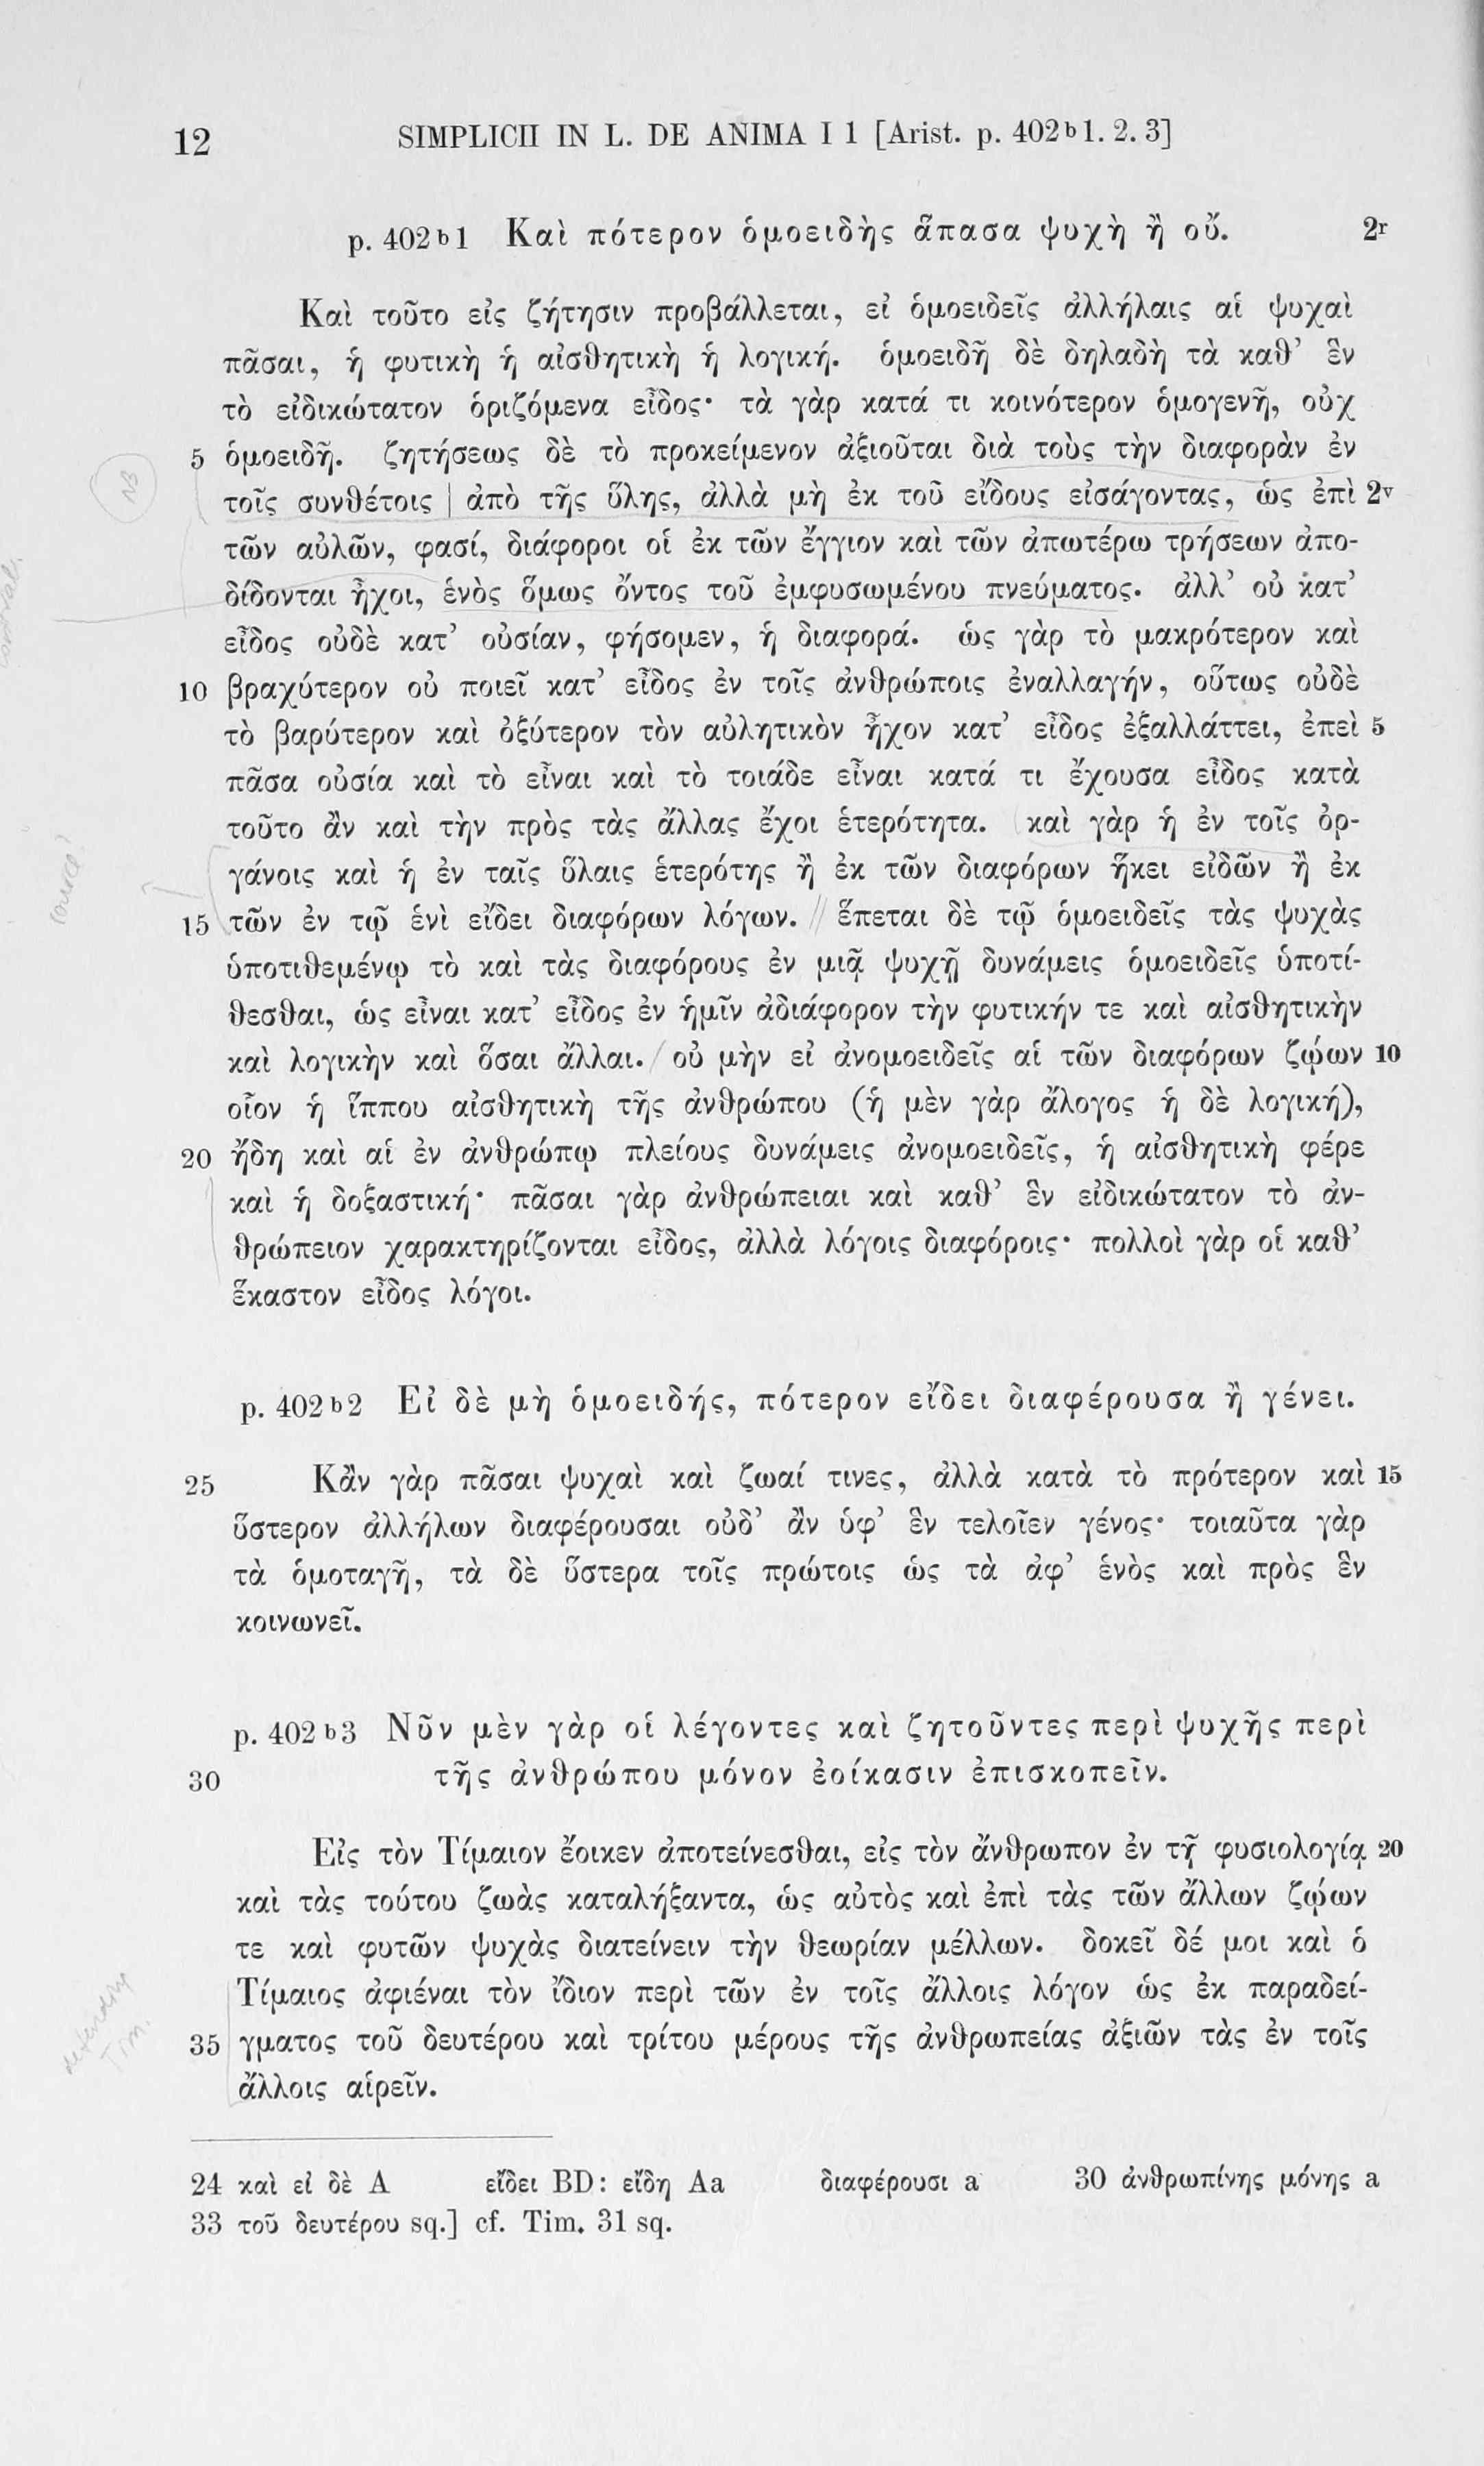 12 SIMPLICII IN L. DE ANIMA I 1 [Arist. p. 402b1. 2. 3]
p. 402b1 Καὶ πότερον ὁμοειδὴς ἅπασα ψυχὴ ἢ οὔ. 2r
Καὶ τοῦτο εἰς ζήτησιν προβάλλεται, εἰ ὁμοειδεῖς ἀλλήλαις αἱ ψυχαὶ
πᾶσαι, ἡ φυτικὴ ἡ αἰσθητικὴ ἡ λογική. ὁμοειδῆ δὲ δηλαδὴ τὰ καθ’ ἓν
τὸ εἰδικώτατον ὁριζόμενα εἶδος· τὰ γὰρ κατά τι κοινότερον ὁμογενῆ, οὐχ
5 ὁμοειδῆ. ζητήσεως δὲ τὸ προκείμενον ἀξιοῦται διὰ τοὺς τὴν διαφορὰν ἐν
NB
τοῖς συνθέτοις | ἀπὸ τῆς ὕλης, ἀλλὰ μὴ ἐκ τοῦ εἴδους εἰσάγοντας, ὡς ἐπὶ 2v
τῶν αὐλῶν, φασί, διάφοροι οἱ ἐκ τῶν ἔγγιον καὶ τῶν ἀπωτέρω τρήσεων ἀπο-
δίδονται ἦχοι, ἑνὸς ὅμως ὄντος τοῦ ἐμφυσωμένου πνεύματος. ἀλλ’ οὐ κατ’
εἶδος οὐδὲ κατ’ οὐσίαν, φήσομεν, ἡ διαφορά. ὡς γὰρ τὸ μακρότερον καὶ
10 βραχύτερον οὐ ποιεῖ κατ’ εἶδος ἐν τοῖς ἀνθρώποις ἐναλλαγήν, οὕτως οὐδὲ
τὸ βαρύτερον καὶ ὀξύτερον τὸν αὐλητικὸν ἦχον κατ’ εἶδος ἐξαλλάττει, ἐπεὶ 5
πᾶσα οὐσία καὶ τὸ εἶναι καὶ τὸ τοιάδε εἶναι κατά τι ἔχουσα εἶδος κατὰ
τοῦτο ἂν καὶ τὴν πρὸς τὰς ἄλλας ἔχοι ἑτερότητα. καὶ γὰρ ἡ ἐν τοῖς ὀρ-
γάνοις καὶ ἡ ἐν ταῖς ὕλαις ἑτερότης ἢ ἐκ τῶν διαφόρων ἥκει εἰδῶν ἢ ἐκ
15 τῶν ἐν τῷ ἑνὶ εἴδει διαφόρων λόγων. // ἕπεται δὲ τῷ ὁμοειδεῖς τὰς ψυχὰς
ὑποτιθεμένῳ τὸ καὶ τὰς διαφόρους ἐν μιᾷ ψυχῇ δυνάμεις ὁμοειδεῖς ὑποτί-
θεσθαι, ὡς εἶναι κατ’ εἶδος ἐν ἡμῖν ἀδιάφορον τὴν φυτικήν τε καὶ αἰσθητικὴν
καὶ λογικὴν καὶ ὅσαι ἄλλαι. / οὐ μὴν εἰ ἀνομοειδεῖς αἱ τῶν διαφόρων ζῴων 10
οἷον ἡ ἵππου αἰσθητικὴ τῆς ἀνθρώπου (ἡ μὲν γὰρ ἄλογος ἡ δὲ λογική),
20 ἤδη καὶ αἱ ἐν ἀνθρώπῳ πλείους δυνάμεις ἀνομοειδεῖς, ἡ αἰσθητικὴ φέρε
καὶ ἡ δοξαστική· πᾶσαι γὰρ ἀνθρώπειαι καὶ καθ’ ἓν εἰδικώτατον τὸ ἀν-
θρώπειον χαρακτηρίζονται εἶδος, ἀλλὰ λόγοις διαφόροις· πολλοὶ γὰρ οἱ καθ’
ἕκαστον εἶδος λόγοι.
p. 402b2 Εἰ δὲ μὴ ὁμοειδής, πότερον εἴδει διαφέρουσα ἢ γένει.
25 Κἂν γὰρ πᾶσαι ψυχαὶ καὶ ζωαί τινες, ἀλλὰ κατὰ τὸ πρότερον καὶ 15
ὕστερον ἀλλήλων διαφέρουσαι οὐδ’ ἂν ὑφ’ ἓν τελοῖεν γένος· τοιαῦτα γὰρ
τὰ ὁμοταγῆ, τὰ δὲ ὕστερα τοῖς πρώτοις ὡς τὰ ἀφ’ ἑνὸς καὶ πρὸς ἓν
κοινωνεῖ.
p. 402b3 Νῦν μὲν γὰρ οἱ λέγοντες καὶ ζητοῦντες περὶ ψυχῆς περὶ
30 τῆς ἀνθρώπου μόνον ἐοίκασιν ἐπισκοπεῖν.
Εἰς τὸν Τίμαιον ἔοικεν ἀποτείνεσθαι, εἰς τὸν ἄνθρωπον ἐν τῇ φυσιολογίᾳ 20
καὶ τὰς τούτου ζωὰς καταλήξαντα, ὡς αὐτὸς καὶ ἐπὶ τὰς τῶν ἄλλων ζῴων
τε καὶ φυτῶν ψυχὰς διατείνειν τὴν θεωρίαν μέλλων. δοκεῖ δέ μοι καὶ ὁ
Τίμαιος ἀφιέναι τὸν ἴδιον περὶ τῶν ἐν τοῖς ἄλλοις λόγον ὡς ἐκ παραδεί-
defending
Tim.
35 γματος τοῦ δευτέρου καὶ τρίτου μέρους τῆς ἀνθρωπείας ἀξιῶν τὰς ἐν τοῖς
ἄλλοις αἱρεῖν.
24 καὶ εἰ δὲ A εἴδει BD: εἴδη Aa διαφέρουσι a 30 ἀνθρωπίνης μόνης a
33 τοῦ δευτέρου sq.] cf. Tim. 31 sq.